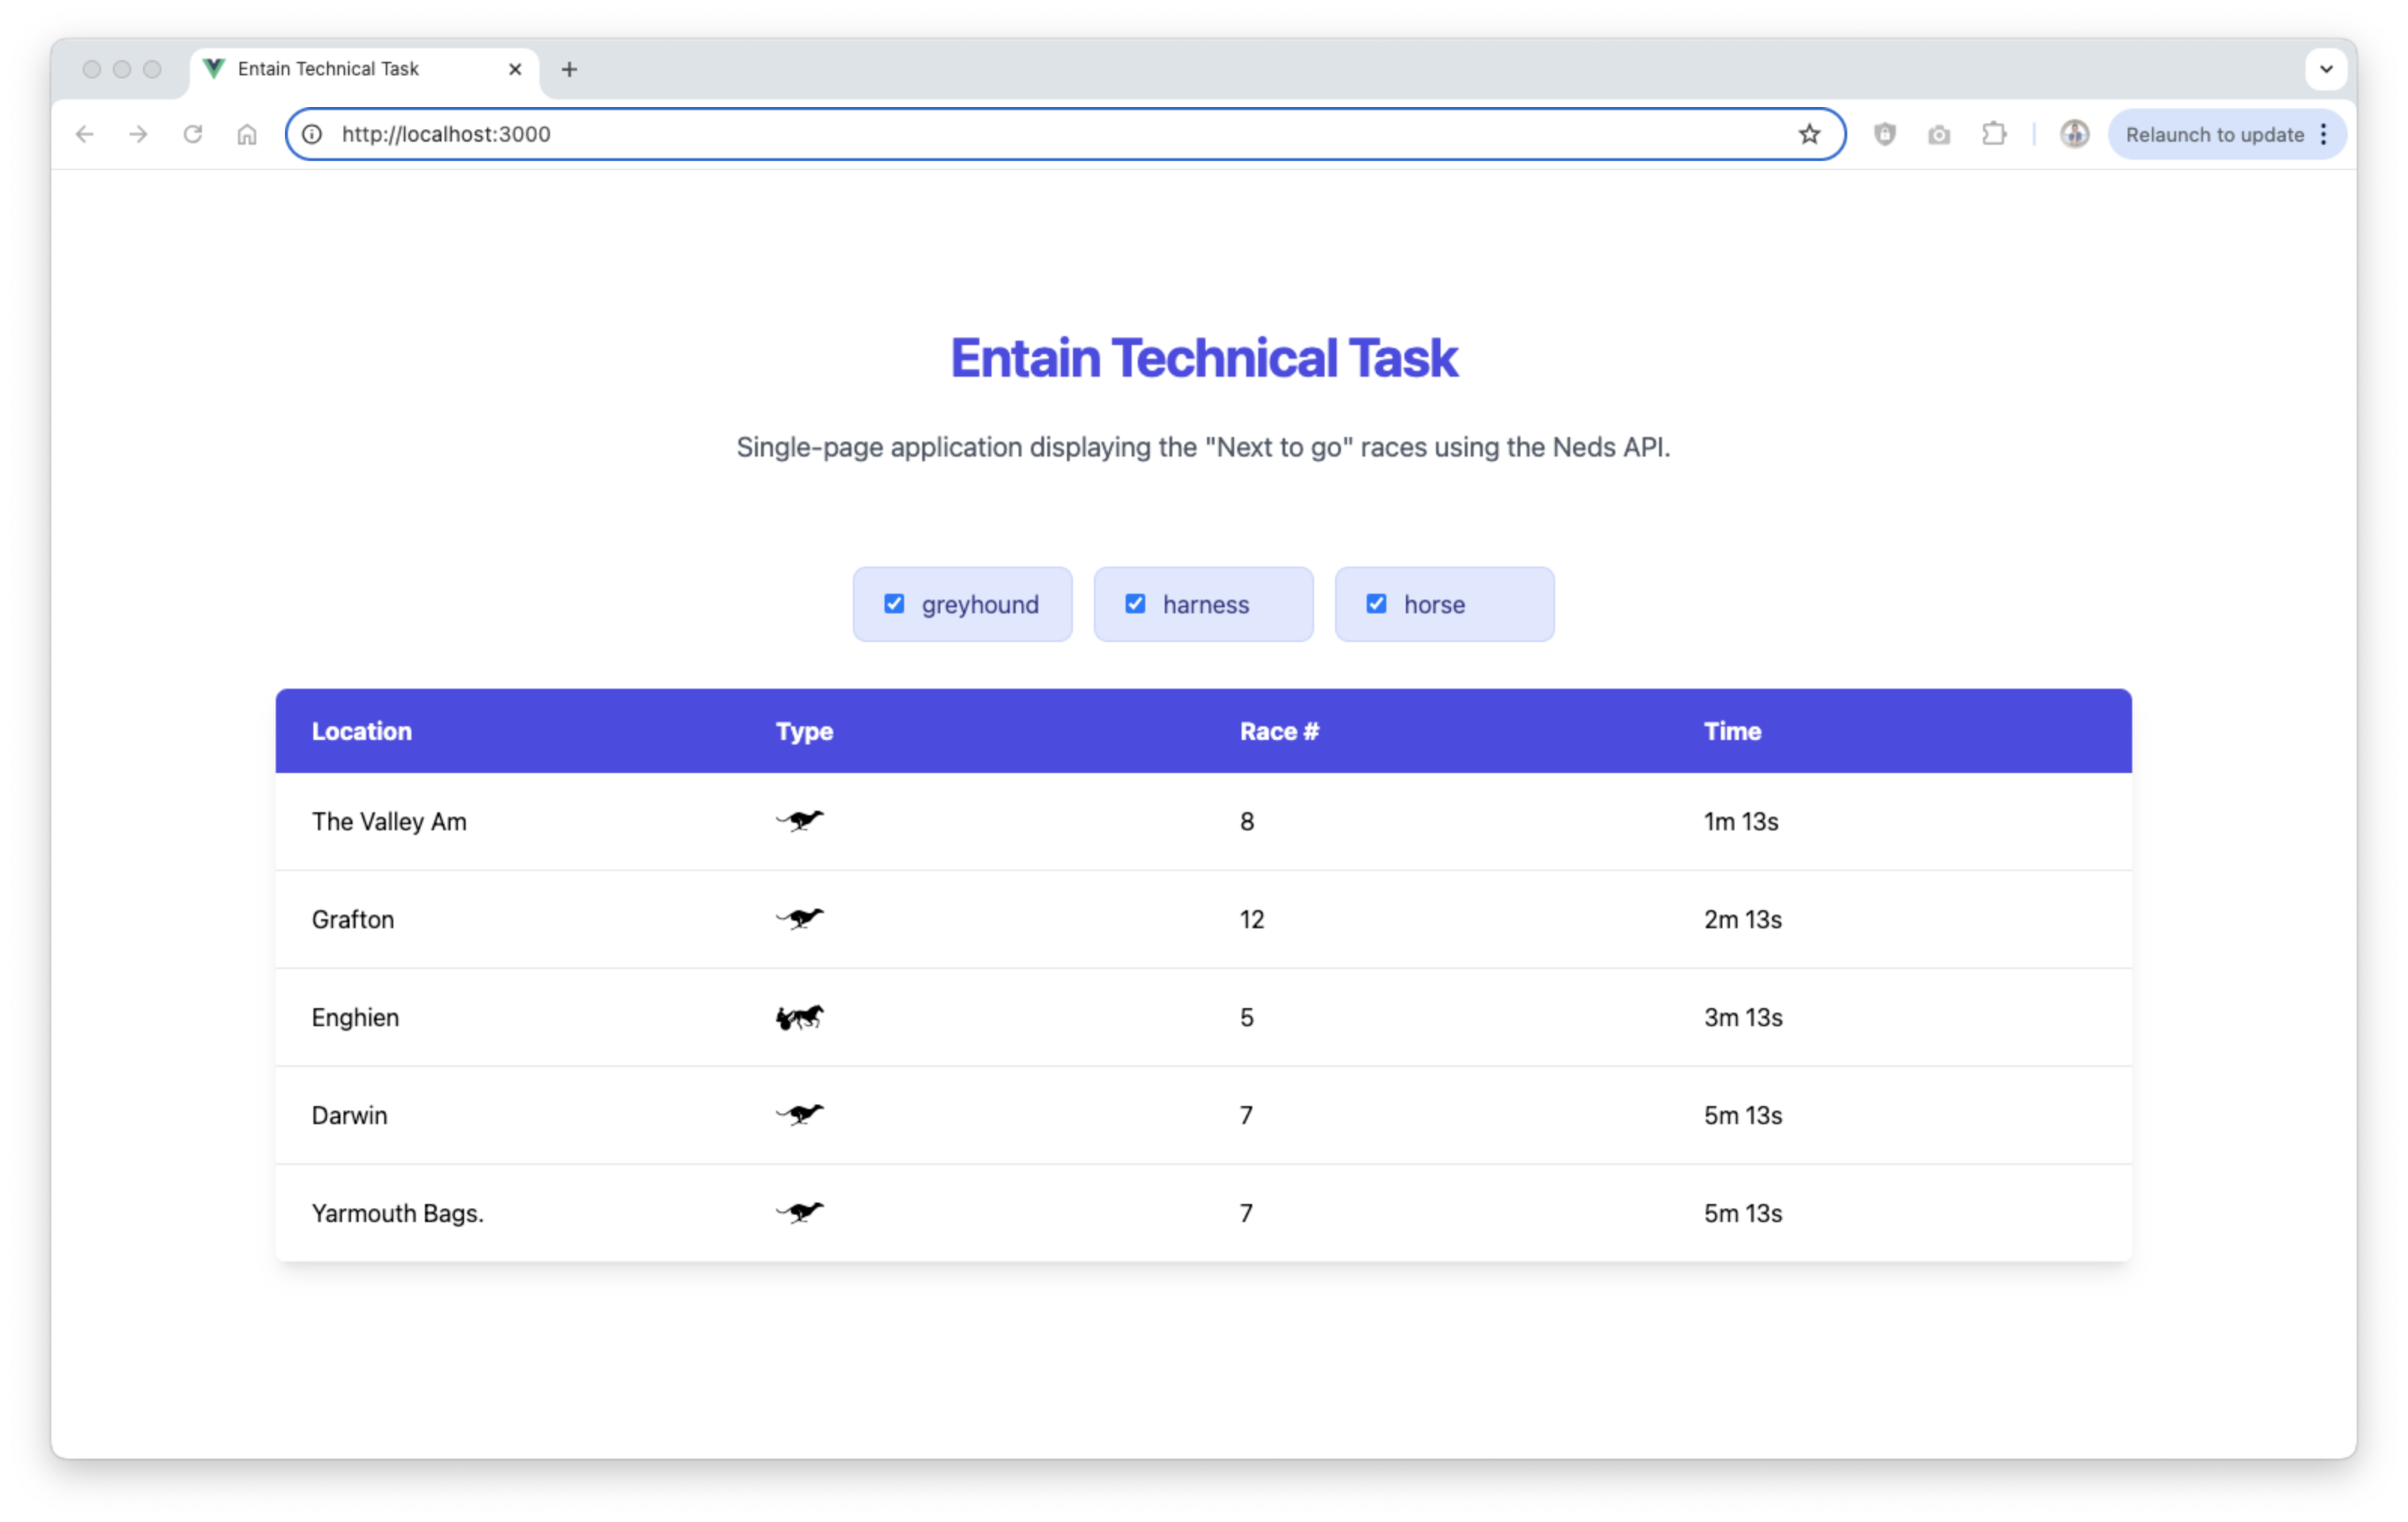 Entain Technical Task
http://localhost:3000
Relaunch to update
Entain Technical Task
Single-page application displaying the "Next to go" races using the Neds API.
greyhound harness horse
Location Type Race # Time
The Valley Am 8 1m 13s
Grafton 12 2m 13s
Enghien 5 3m 13s
Darwin 7 5m 13s
Yarmouth Bags. 7 5m 13s